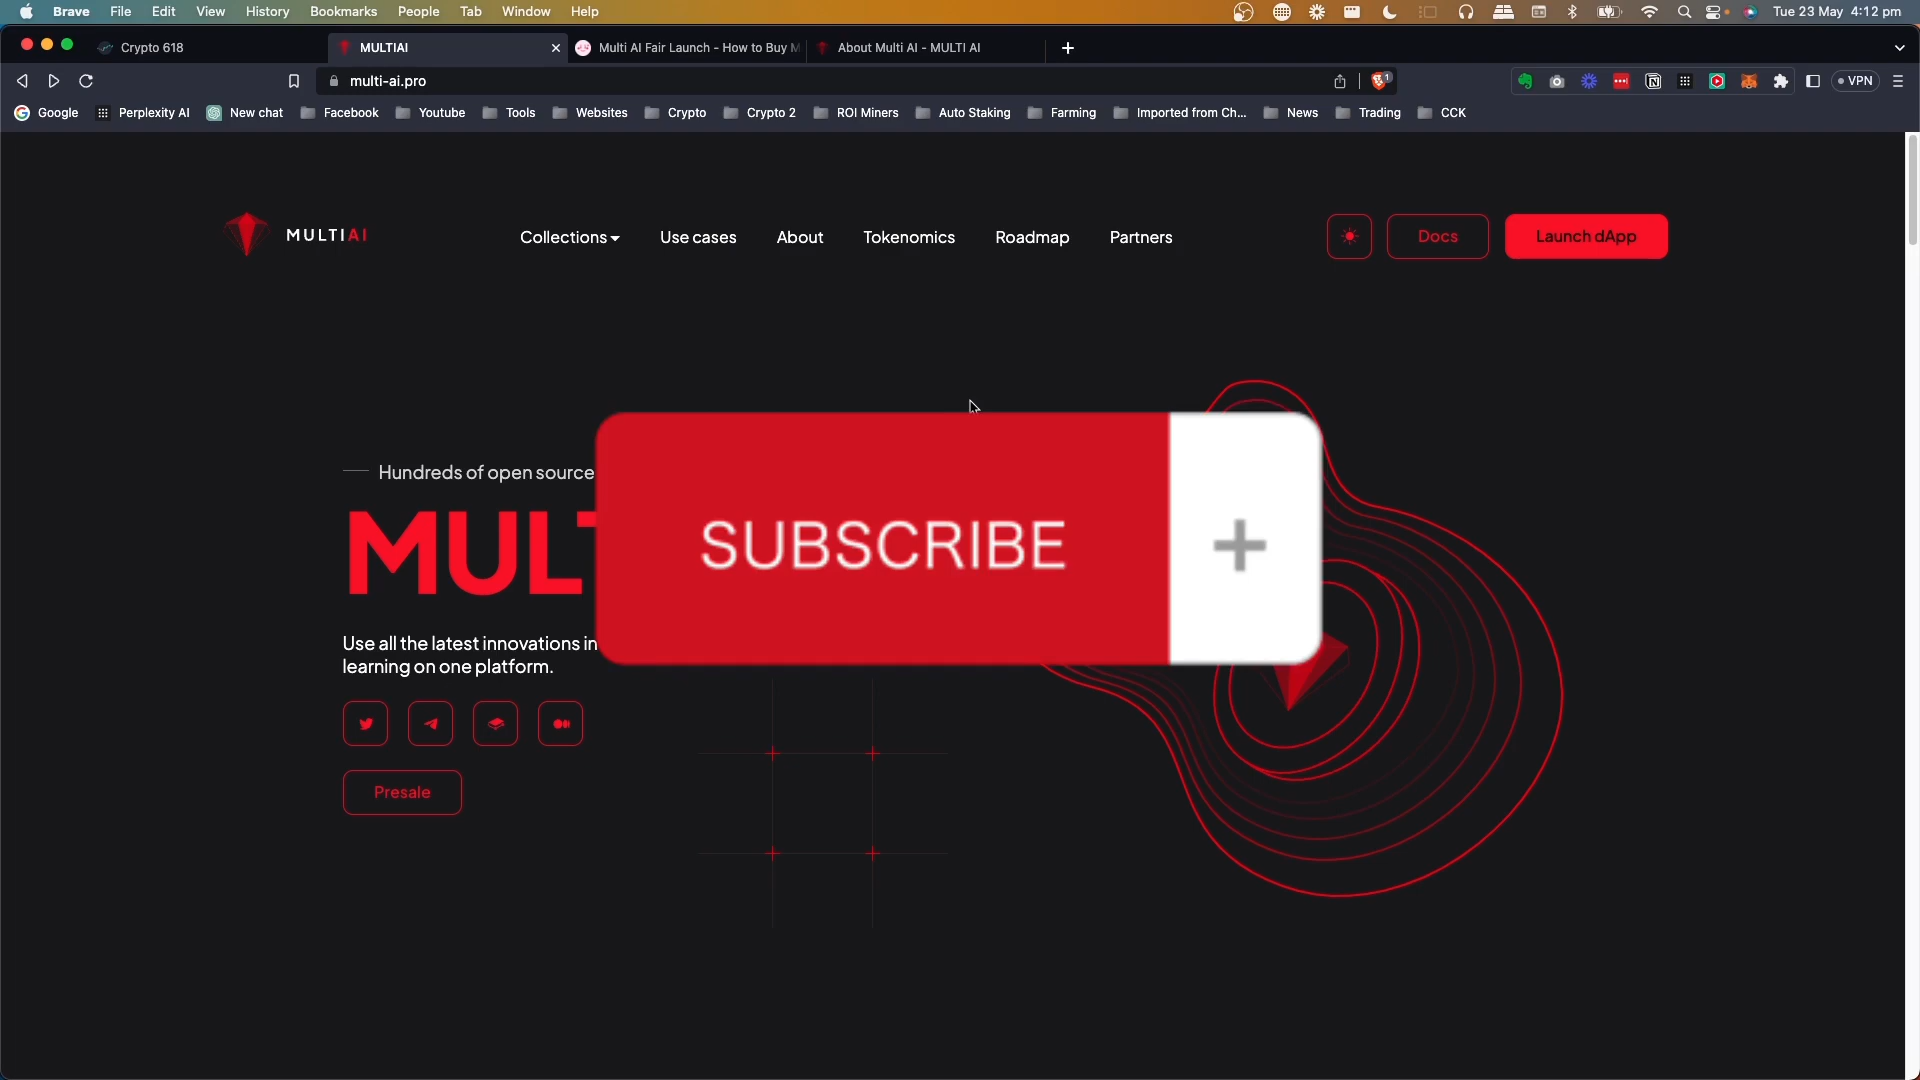 Brave File Edit View History Bookmarks People Tab Window Help Tue 23 May 4:12 pm
Crypto 618 MULTIAI Multi AI Fair Launch - How to Buy M About Multi AI - MULTI AI
multi-ai.pro 1 VPN
Google Perplexity AI New chat Facebook Youtube Tools Websites Crypto Crypto 2 ROI Miners Auto Staking Farming Imported from Ch... News Trading CCK
MULTIAI Collections Use cases About Tokenomics Roadmap Partners Docs Launch dApp
Hundreds of open source
MULT
SUBSCRIBE +
Use all the latest innovations in
learning on one platform.
Presale